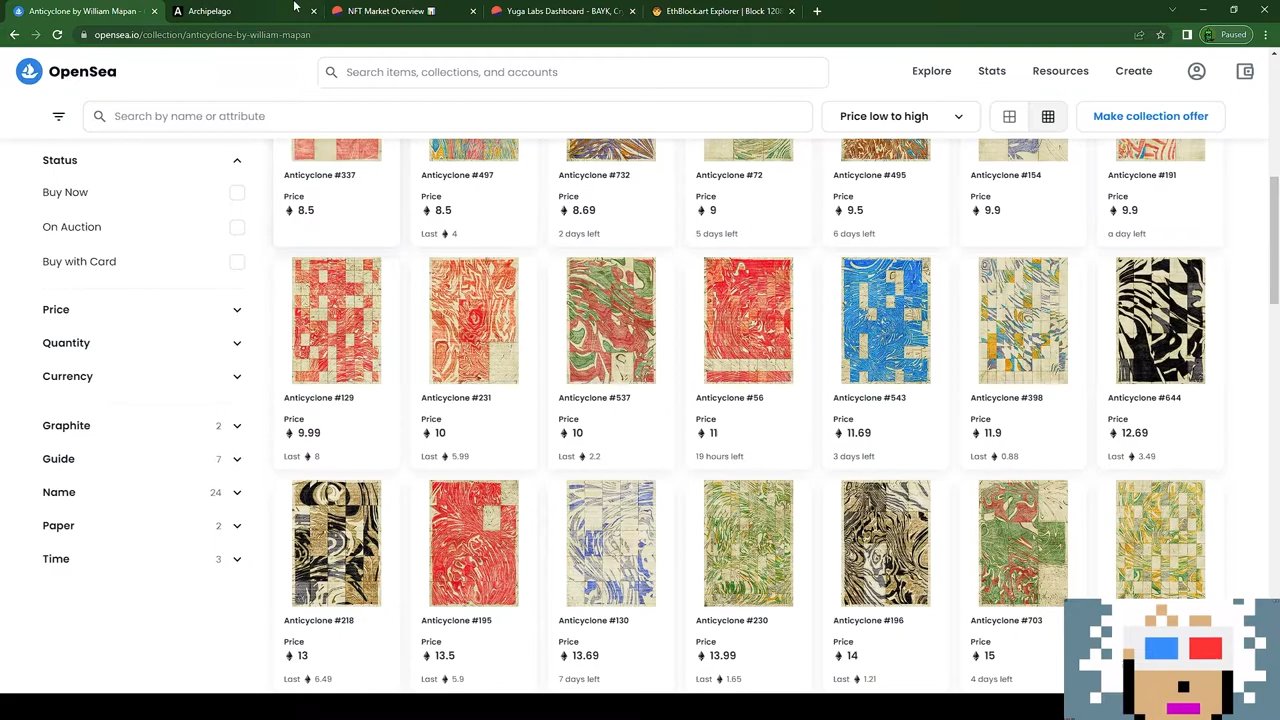 Anticyclone by William Mapan
Archipelago
NFT Market Overview
Yuga Labs Dashboard - BAYK, Cr
EthBlock.art Explorer | Block 120
opensea.io/collection/anticyclone-by-william-mapan
Paused
OpenSea
Search items, collections, and accounts
Explore
Stats
Resources
Create
Search by name or attribute
Price low to high
Make collection offer
Status
Buy Now
On Auction
Buy with Card
Price
Quantity
Currency
Graphite 2
Guide 7
Name 24
Paper 2
Time 3
Anticyclone #337
Price
8.5
Anticyclone #497
Price
8.5
Last 4
Anticyclone #732
Price
8.69
2 days left
Anticyclone #72
Price
9
5 days left
Anticyclone #495
Price
9.5
6 days left
Anticyclone #154
Price
9.9
Anticyclone #191
Price
9.9
a day left
Anticyclone #129
Price
9.99
Last 8
Anticyclone #231
Price
10
Last 5.99
Anticyclone #537
Price
10
Last 2.2
Anticyclone #56
Price
11
19 hours left
Anticyclone #543
Price
11.69
3 days left
Anticyclone #398
Price
11.9
Last 0.88
Anticyclone #644
Price
12.69
Last 3.49
Anticyclone #218
Price
13
Last 6.49
Anticyclone #195
Price
13.5
Last 5.9
Anticyclone #130
Price
13.69
7 days left
Anticyclone #230
Price
13.99
Last 1.65
Anticyclone #196
Price
14
Last 1.21
Anticyclone #703
Price
15
4 days left